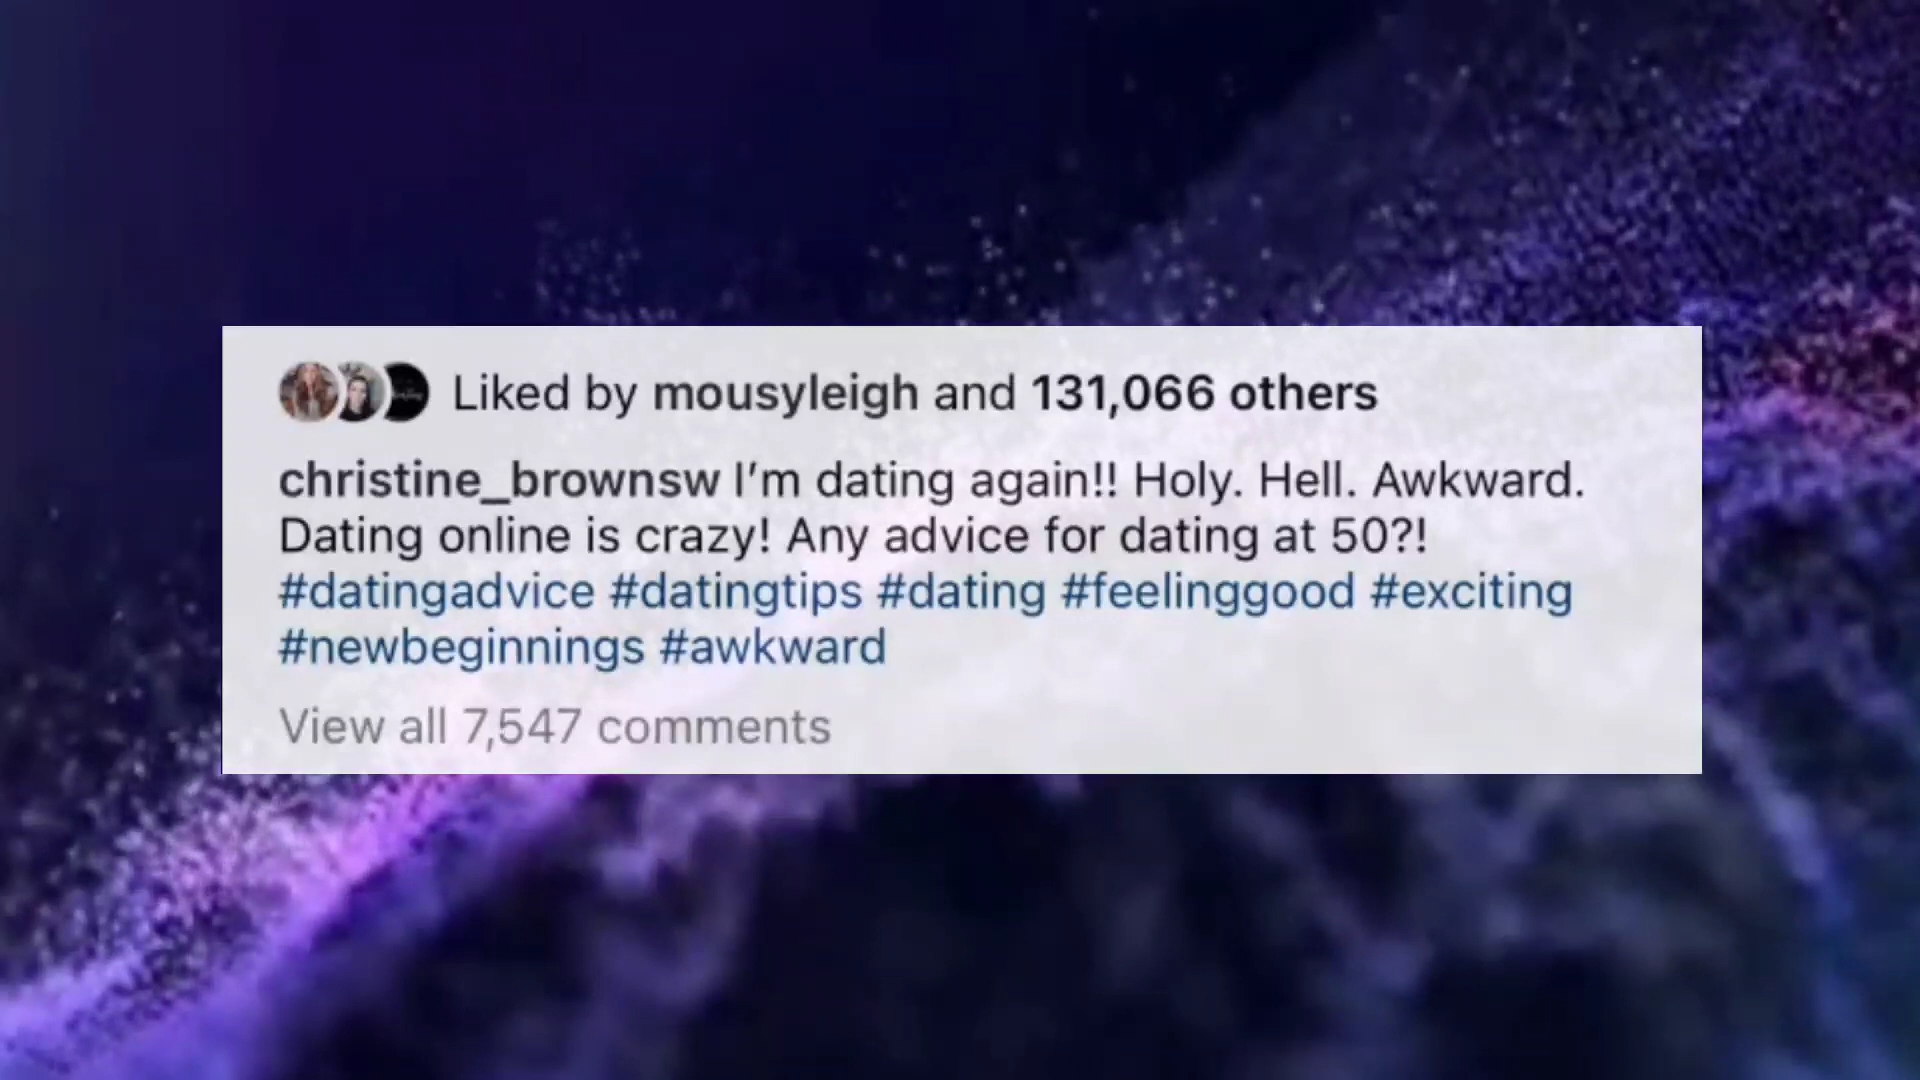 Liked by mousyleigh and 131,066 others
christine_brownsw I’m dating again!! Holy. Hell. Awkward.
Dating online is crazy! Any advice for dating at 50?!
#datingadvice #datingtips #dating #feelinggood #exciting
#newbeginnings #awkward
View all 7,547 comments